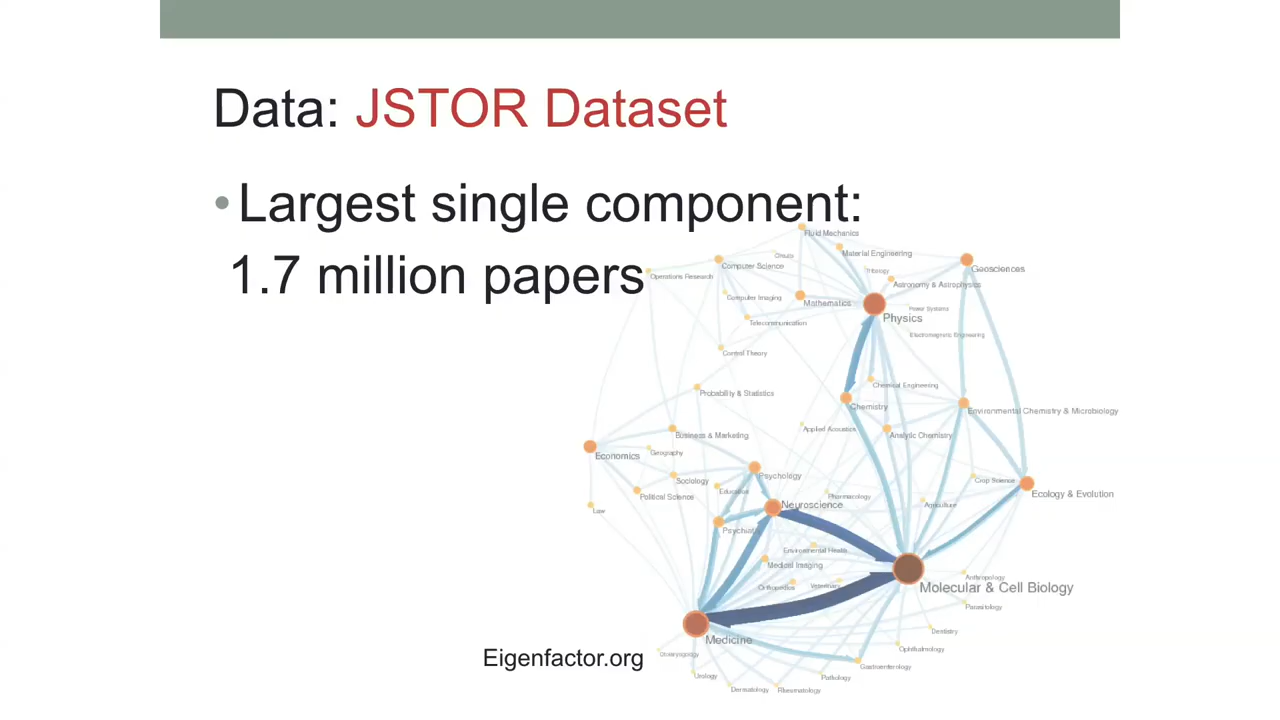 Data: JSTOR Dataset
•Largest single component:
1.7 million papers
Fluid Mechanics
Material Engineering
Circuits
Computer Science
Operations Research
Tribology
Geosciences
Astronomy & Astrophysics
Computer Imaging
Mathematics
Power Systems
Physics
Telecommunication
Electromagnetic Engineering
Control Theory
Chemical Engineering
Probability & Statistics
Chemistry
Environmental Chemistry & Microbiology
Applied Acoustics
Analytic Chemistry
Business & Marketing
Geography
Economics
Psychology
Sociology
Crop Science
Education
Political Science
Pharmacology
Ecology & Evolution
Neuroscience
Agriculture
Law
Psychiatry
Environmental Health
Medical Imaging
Anthropology
Orthopedics
Veterinary
Molecular & Cell Biology
Parasitology
Dentistry
Medicine
Ophthalmology
Otolaryngology
Eigenfactor.org
Gastroenterology
Urology
Pathology
Dermatology
Rheumatology